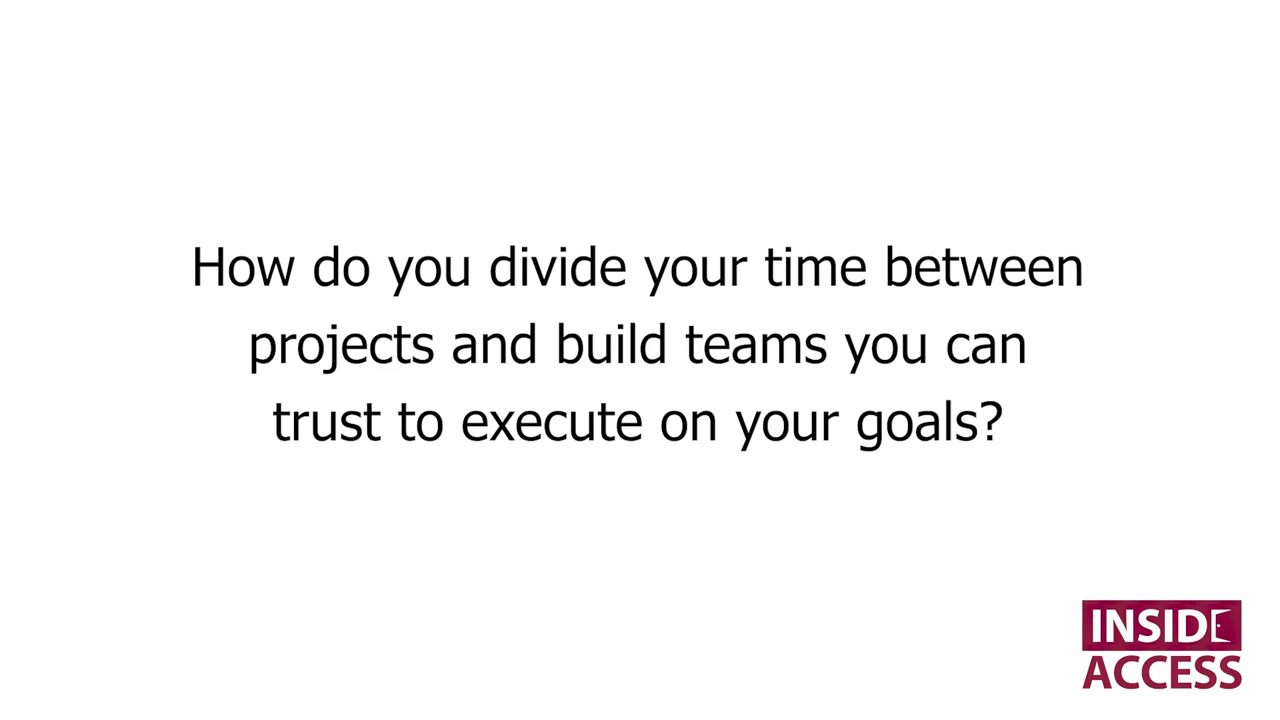 How do you divide your time between
projects and build teams you can
trust to execute on your goals?
INSIDE
ACCESS